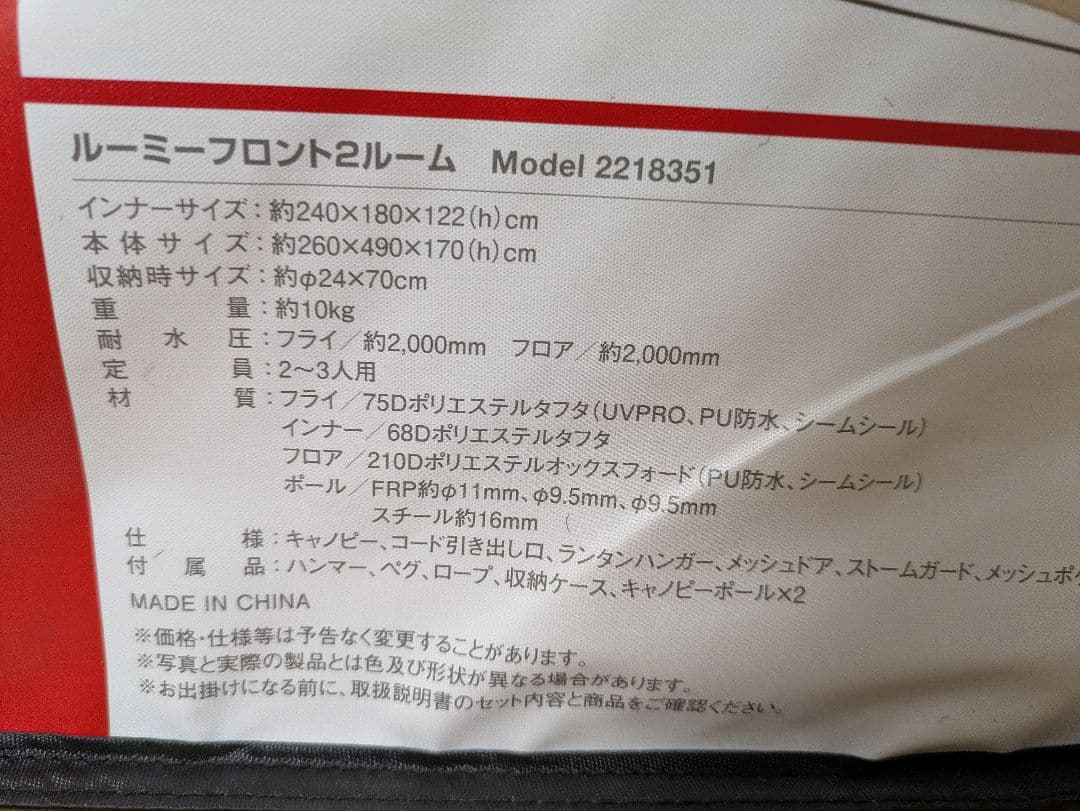 ルーミーフロント2ルーム Model 2218351
インナーサイズ：約240×180×122(h)cm
本体サイズ：約260×490×170(h)cm
収納時サイズ：約φ24×70cm
重量：約10kg
耐水圧：フライ／約2,000mm フロア／約2,000mm
定員：2～3人用
材質：フライ／75Dポリエステルタフタ(UVPRO、PU防水、シームシール)
インナー／68Dポリエステルタフタ
フロア／210Dポリエステルオックスフォード(PU防水、シームシール)
ポール／FRP約φ11mm、φ9.5mm、φ9.5mm
スチール約16mm (
仕様：キャノピー、コード引き出し口、ランタンハンガー、メッシュドア、ストームガード、メッシュポケ
付属品：ハンマー、ペグ、ロープ、収納ケース、キャノピーポール×2
MADE IN CHINA
※価格・仕様等は予告なく変更することがあります。
※写真と実際の製品とは色及び形状が異なる場合があります。
※お出掛けになる前に、取扱説明書のセット内容と商品をご確認ください。